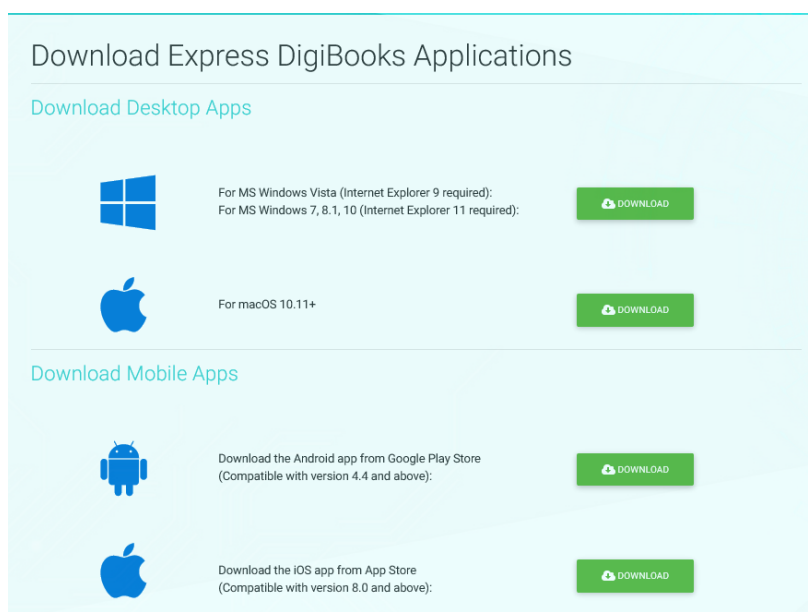 Download Express DigiBooks Applications
Download Desktop Apps
For MS Windows Vista (Internet Explorer 9 required):
For MS Windows 7, 8.1, 10 (Internet Explorer 11 required):
DOWNLOAD
For macOS 10.11+
DOWNLOAD
Download Mobile Apps
Download the Android app from Google Play Store
(Compatible with version 4.4 and above):
DOWNLOAD
Download the iOS app from App Store
(Compatible with version 8.0 and above):
DOWNLOAD